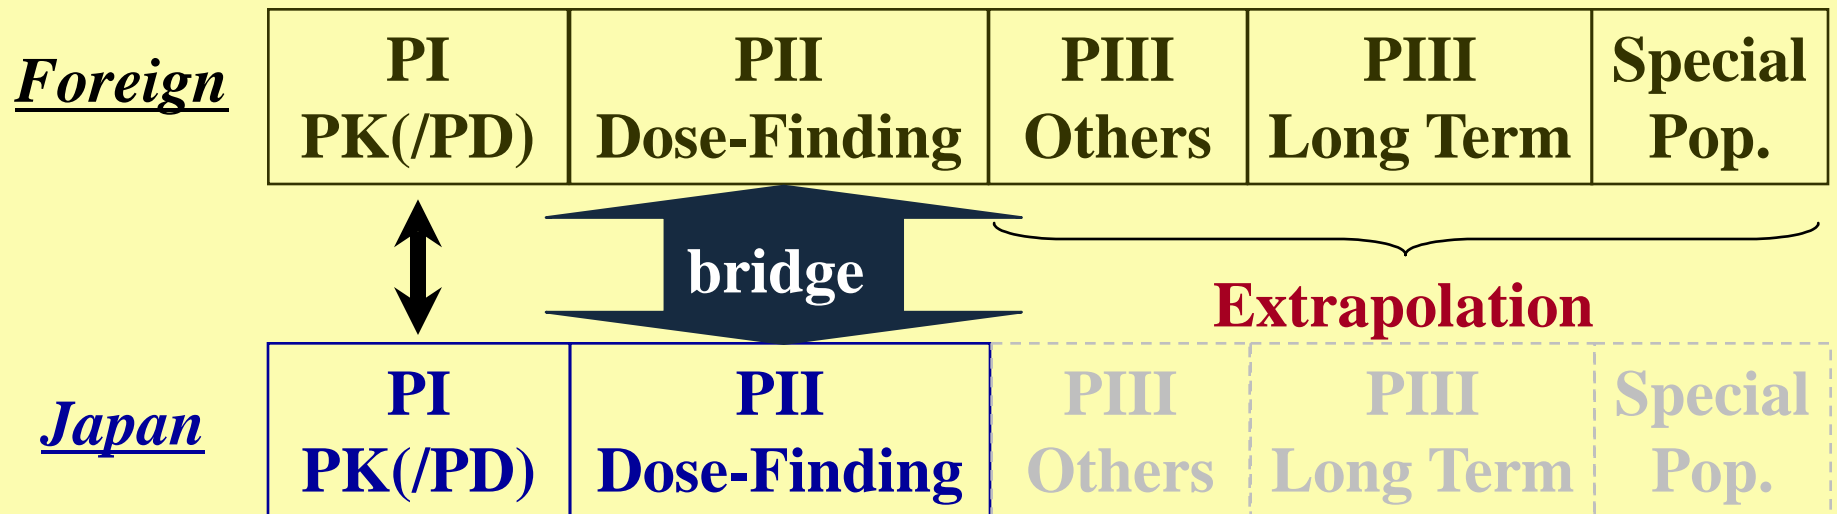 Foreign
PI
PK(/PD)
PII
Dose-Finding
PIII
Others
PIII
Long Term
Special
Pop.
bridge
Extrapolation
Japan
PI
PK(/PD)
PII
Dose-Finding
PIII
Others
PIII
Long Term
Special
Pop.